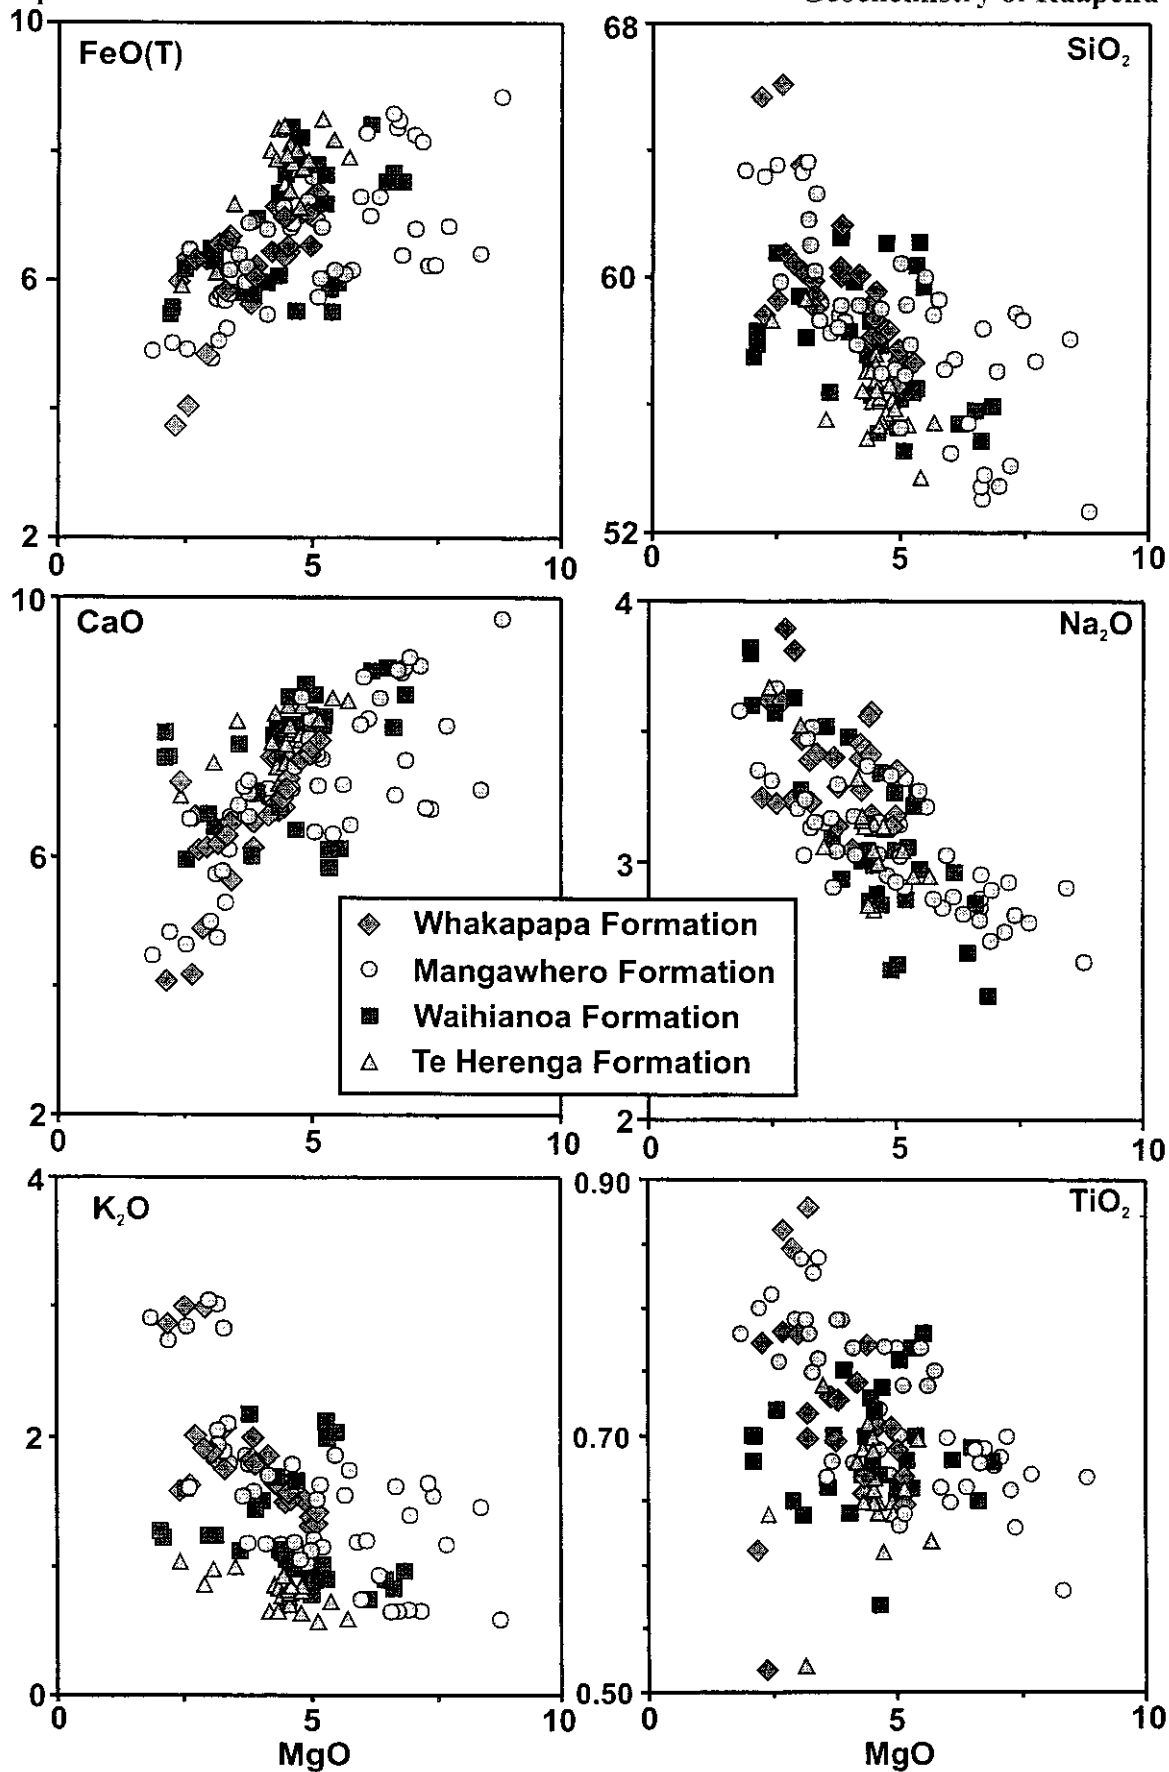 Geochemistry of Ruapehu
10
FeO(T)
6
2
0
5
10
68
SiO₂
60
52
0
5
10
10
CaO
6
2
0
5
10
4
Na₂O
3
2
0
5
10
Whakapapa Formation
Mangawhero Formation
Waihianoa Formation
Te Herenga Formation
4
K₂O
2
0
0
5
10
MgO
0.90
TiO₂
0.70
0.50
0
5
10
MgO